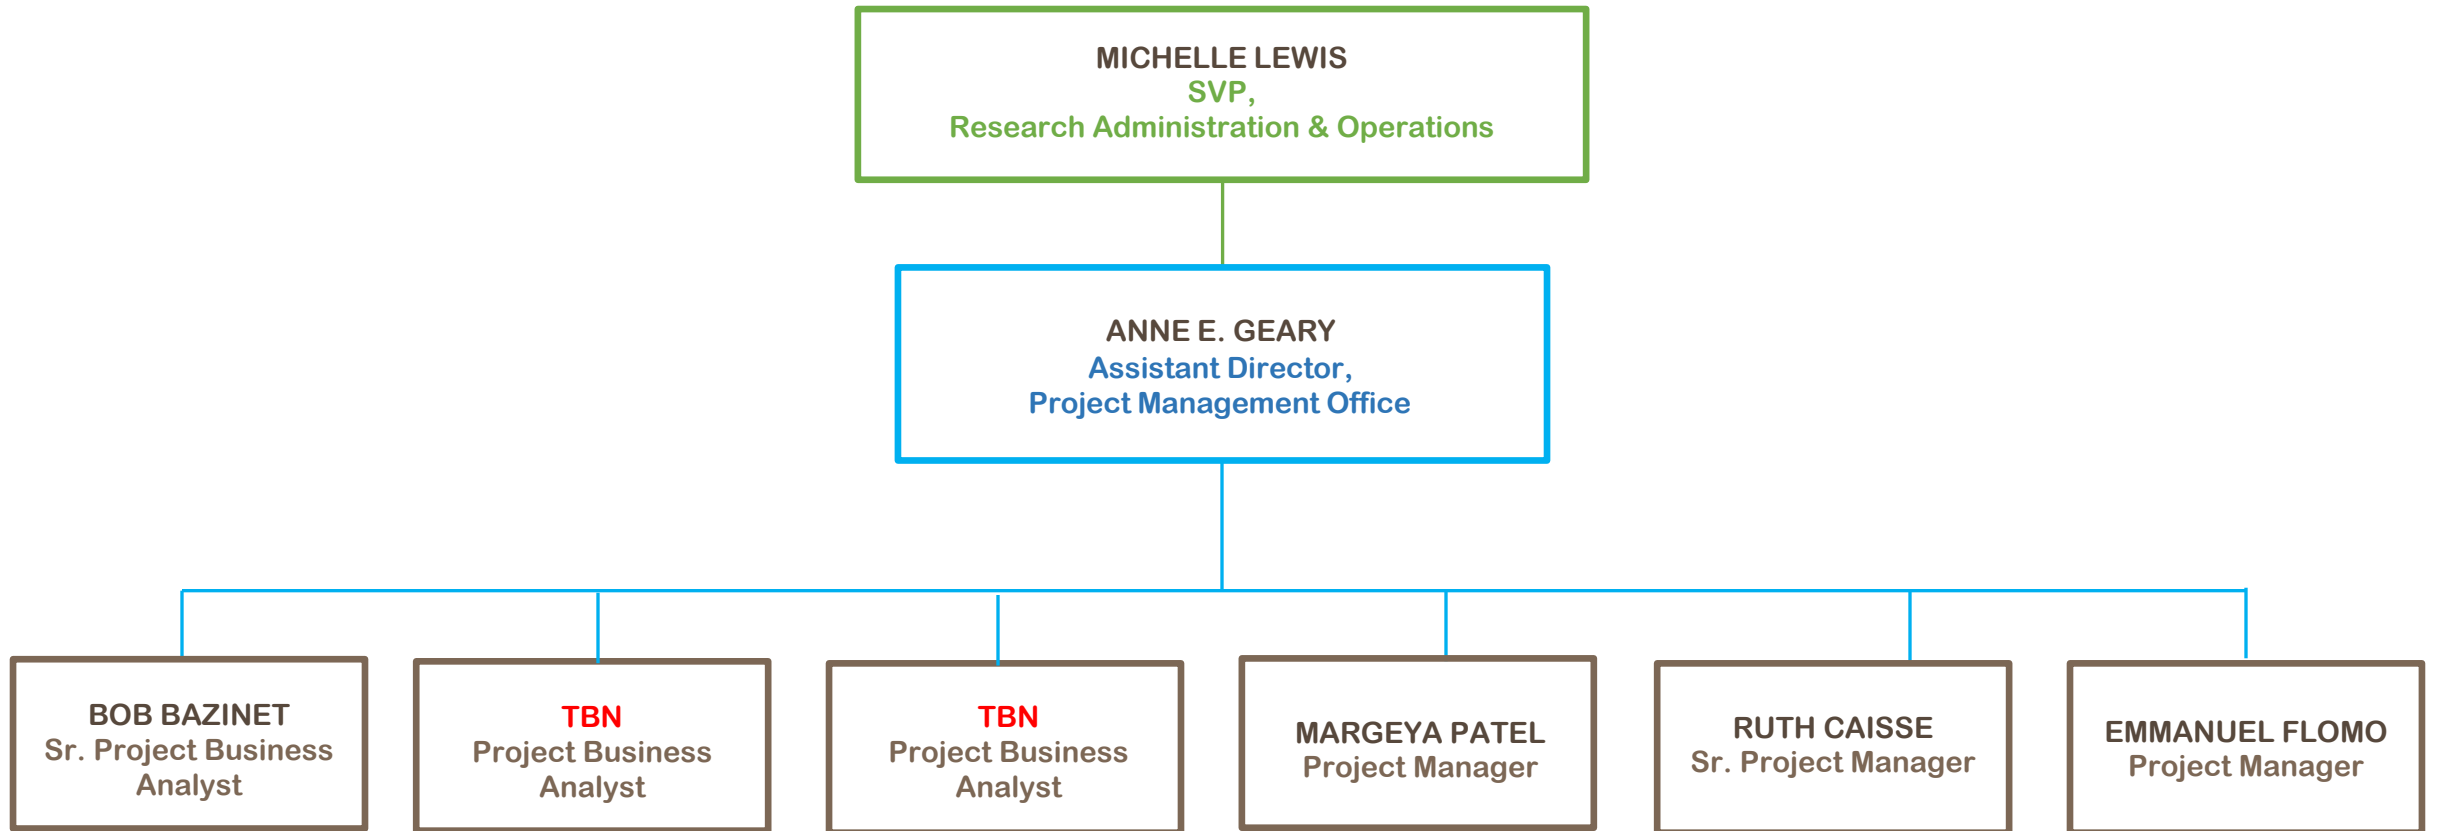 MICHELLE LEWIS
SVP,
Research Administration & Operations
ANNE E. GEARY
Assistant Director,
Project Management Office
BOB BAZINET
Sr. Project Business
Analyst
TBN
Project Business
Analyst
TBN
Project Business
Analyst
MARGEYA PATEL
Project Manager
RUTH CAISSE
Sr. Project Manager
EMMANUEL FLOMO
Project Manager